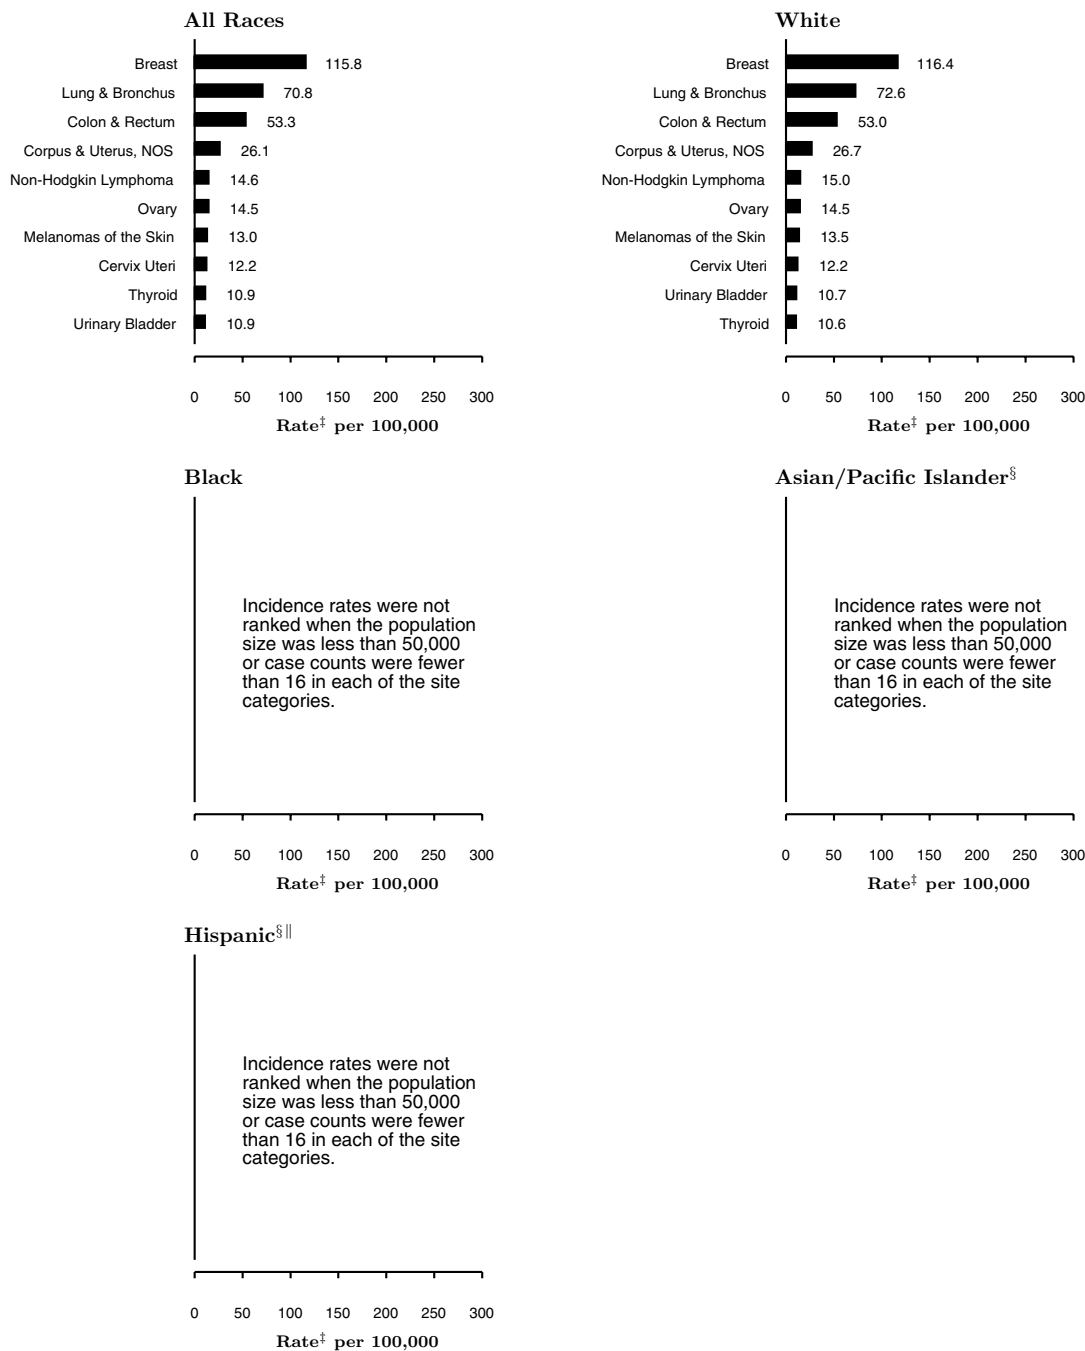 All Races
Breast 115.8
Lung & Bronchus 70.8
Colon & Rectum 53.3
Corpus & Uterus, NOS 26.1
Non-Hodgkin Lymphoma 14.6
Ovary 14.5
Melanomas of the Skin 13.0
Cervix Uteri 12.2
Thyroid 10.9
Urinary Bladder 10.9
0 50 100 150 200 250 300
Rate‡ per 100,000
White
Breast 116.4
Lung & Bronchus 72.6
Colon & Rectum 53.0
Corpus & Uterus, NOS 26.7
Non-Hodgkin Lymphoma 15.0
Ovary 14.5
Melanomas of the Skin 13.5
Cervix Uteri 12.2
Urinary Bladder 10.7
Thyroid 10.6
0 50 100 150 200 250 300
Rate‡ per 100,000
Black
Incidence rates were not
ranked when the population
size was less than 50,000
or case counts were fewer
than 16 in each of the site
categories.
0 50 100 150 200 250 300
Rate‡ per 100,000
Asian/Pacific Islander§
Incidence rates were not
ranked when the population
size was less than 50,000
or case counts were fewer
than 16 in each of the site
categories.
0 50 100 150 200 250 300
Rate‡ per 100,000
Hispanic§‖
Incidence rates were not
ranked when the population
size was less than 50,000
or case counts were fewer
than 16 in each of the site
categories.
0 50 100 150 200 250 300
Rate‡ per 100,000